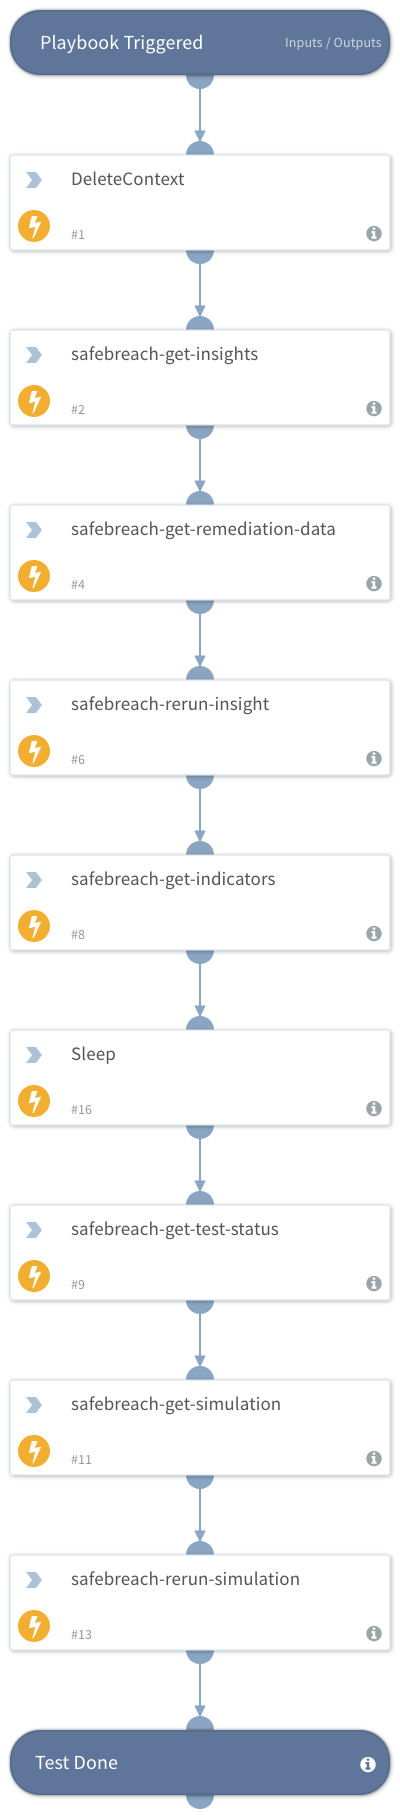 Playbook Triggered Inputs / Outputs
DeleteContext
#1
safebreach-get-insights
#2
safebreach-get-remediation-data
#4
safebreach-rerun-insight
#6
safebreach-get-indicators
#8
Sleep
#16
safebreach-get-test-status
#9
safebreach-get-simulation
#11
safebreach-rerun-simulation
#13
Test Done